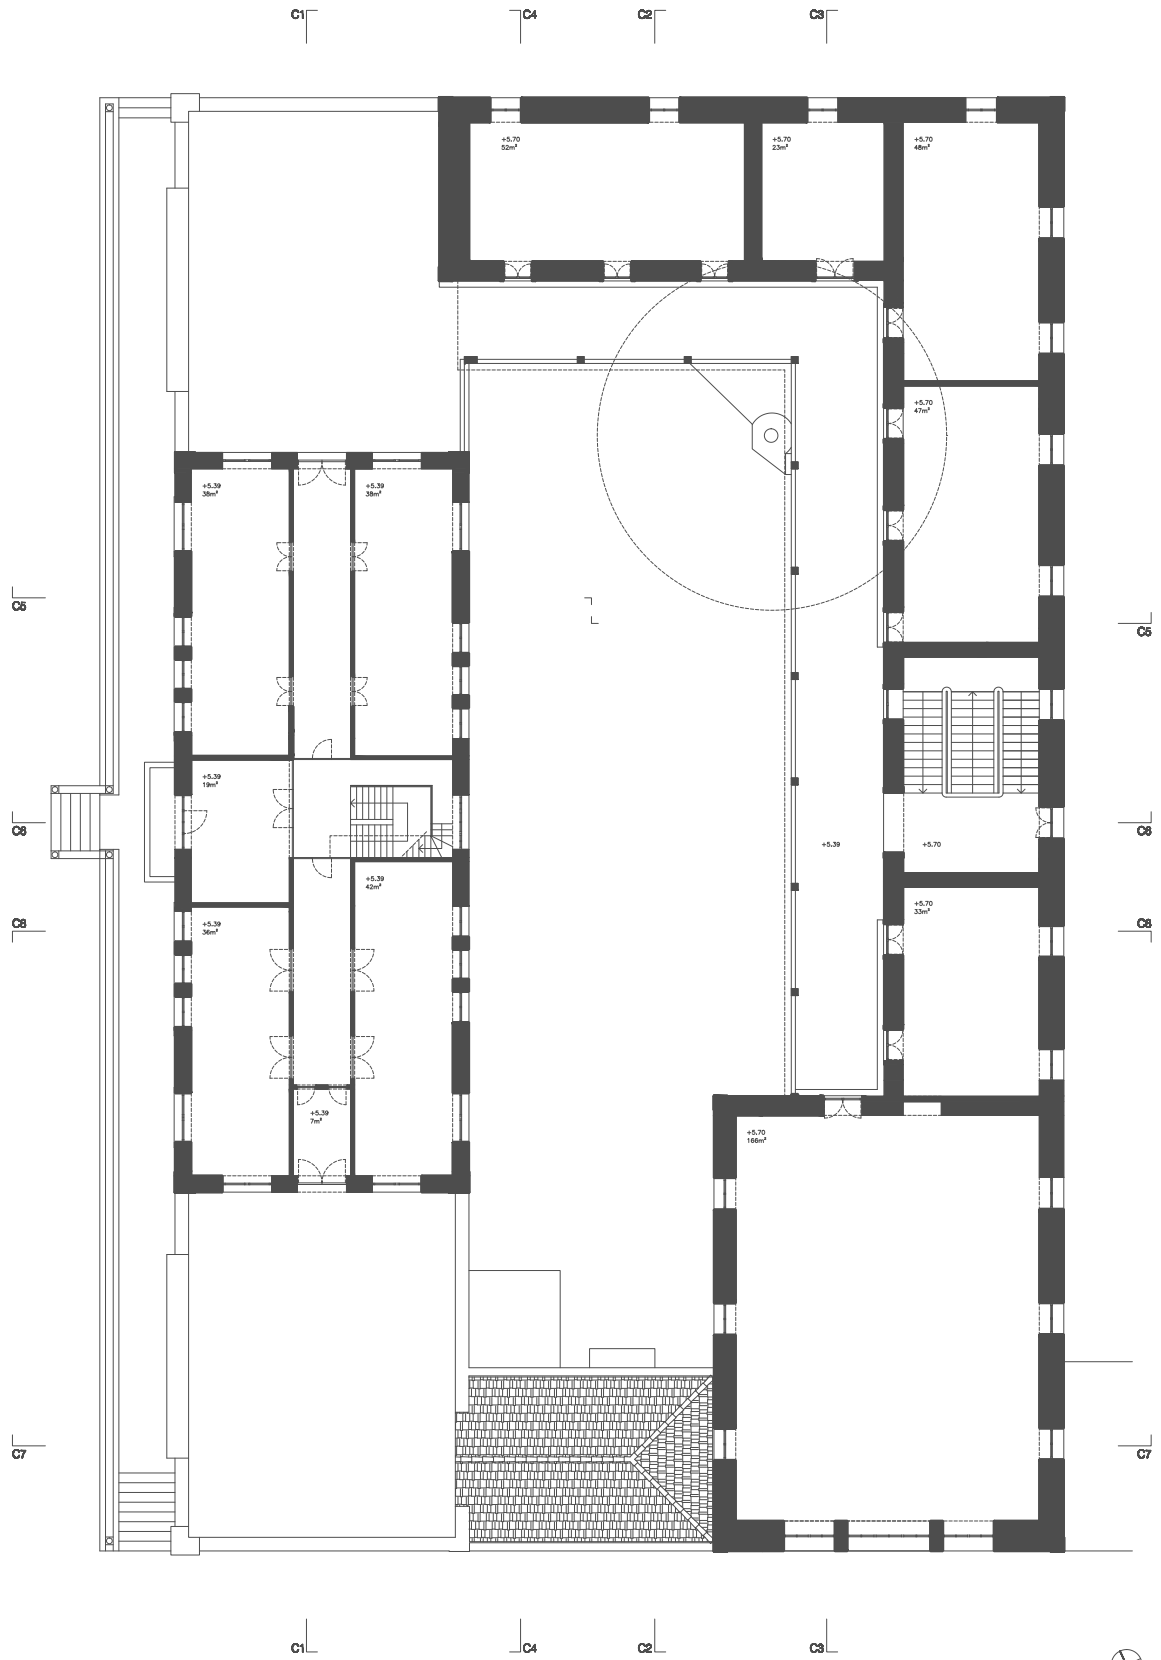 C1 C4 C2 C3
+5.70
52m²
+5.70
23m²
+5.70
48m²
+5.70
47m²
+5.39
38m²
+5.39
38m²
C5
C5
+5.39
19m²
C6
+5.39
+5.70
C6
+5.39
42m²
+5.70
33m²
C8
+5.39
36m²
C8
+5.39
7m²
+5.70
166m²
C7
C7
C1 C4 C2 C3